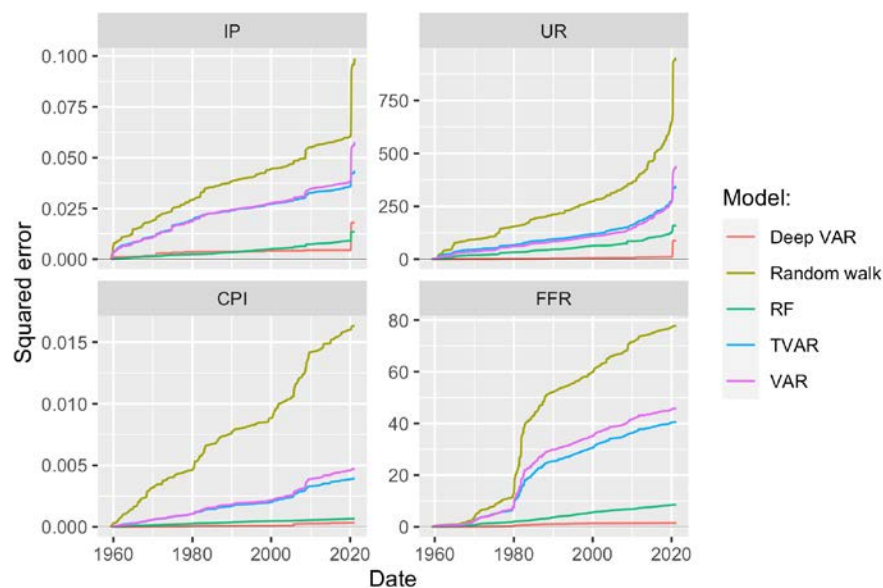 IP
UR
0.100
0.075
0.050
0.025
0.000
750
500
250
0
CPI
FFR
0.015
0.010
0.005
0.000
80
60
40
20
0
1960
1980
2000
2020
1960
1980
2000
2020
Squared error
Date
Model:
Deep VAR
Random walk
RF
TVAR
VAR